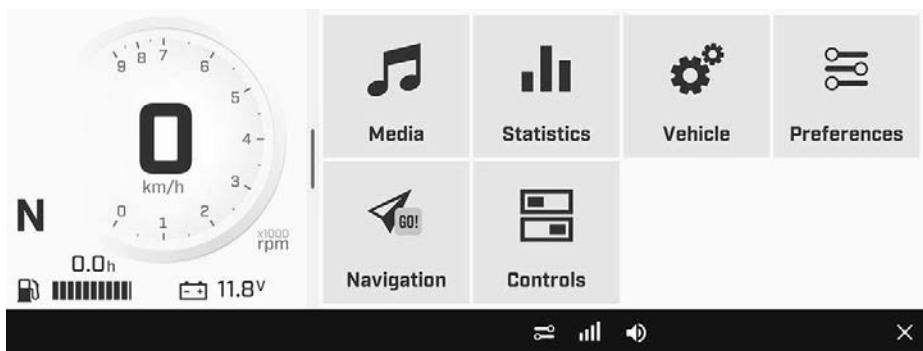 9 8 7 6
5
4
0
km/h
3
N
0 1 2
x1000
rpm
0.0h
11.8V
Media
Statistics
Vehicle
Preferences
GO!
Navigation
Controls